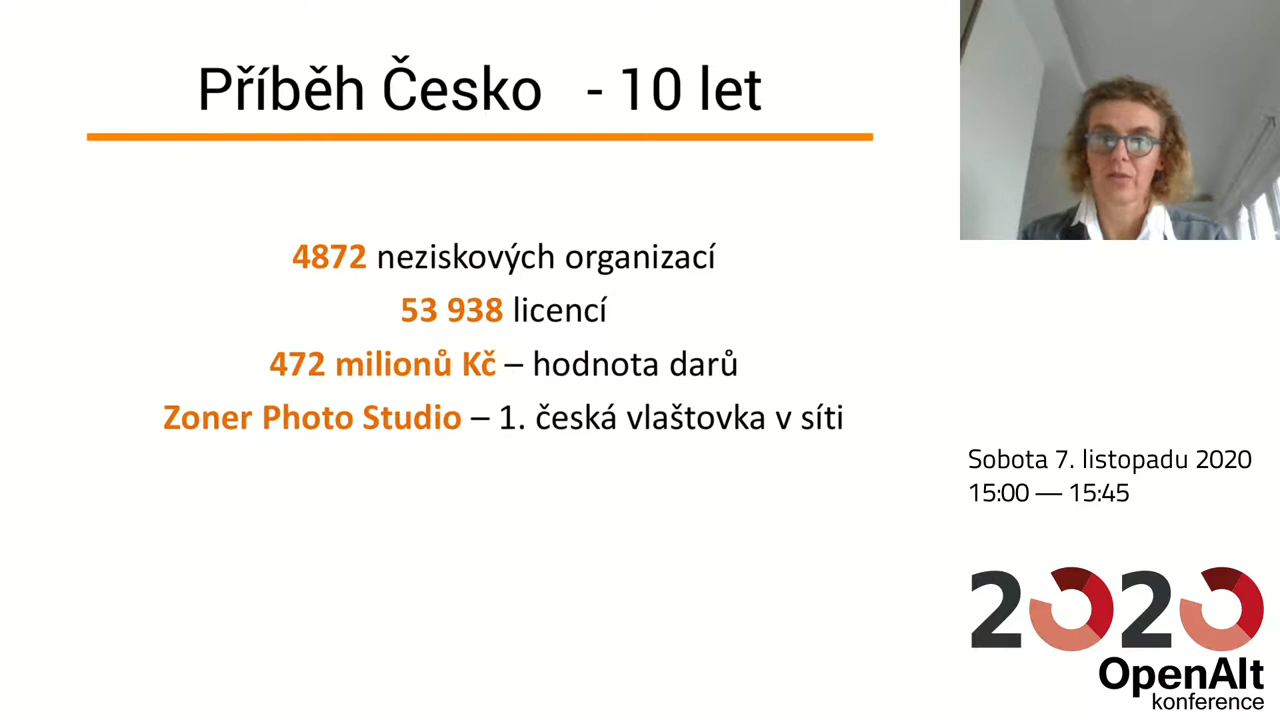 Příběh Česko - 10 let
4872 neziskových organizací
53 938 licencí
472 milionů Kč – hodnota darů
Zoner Photo Studio – 1. česká vlaštovka v síti
Sobota 7. listopadu 2020
15:00 — 15:45
2020
OpenAlt
konference